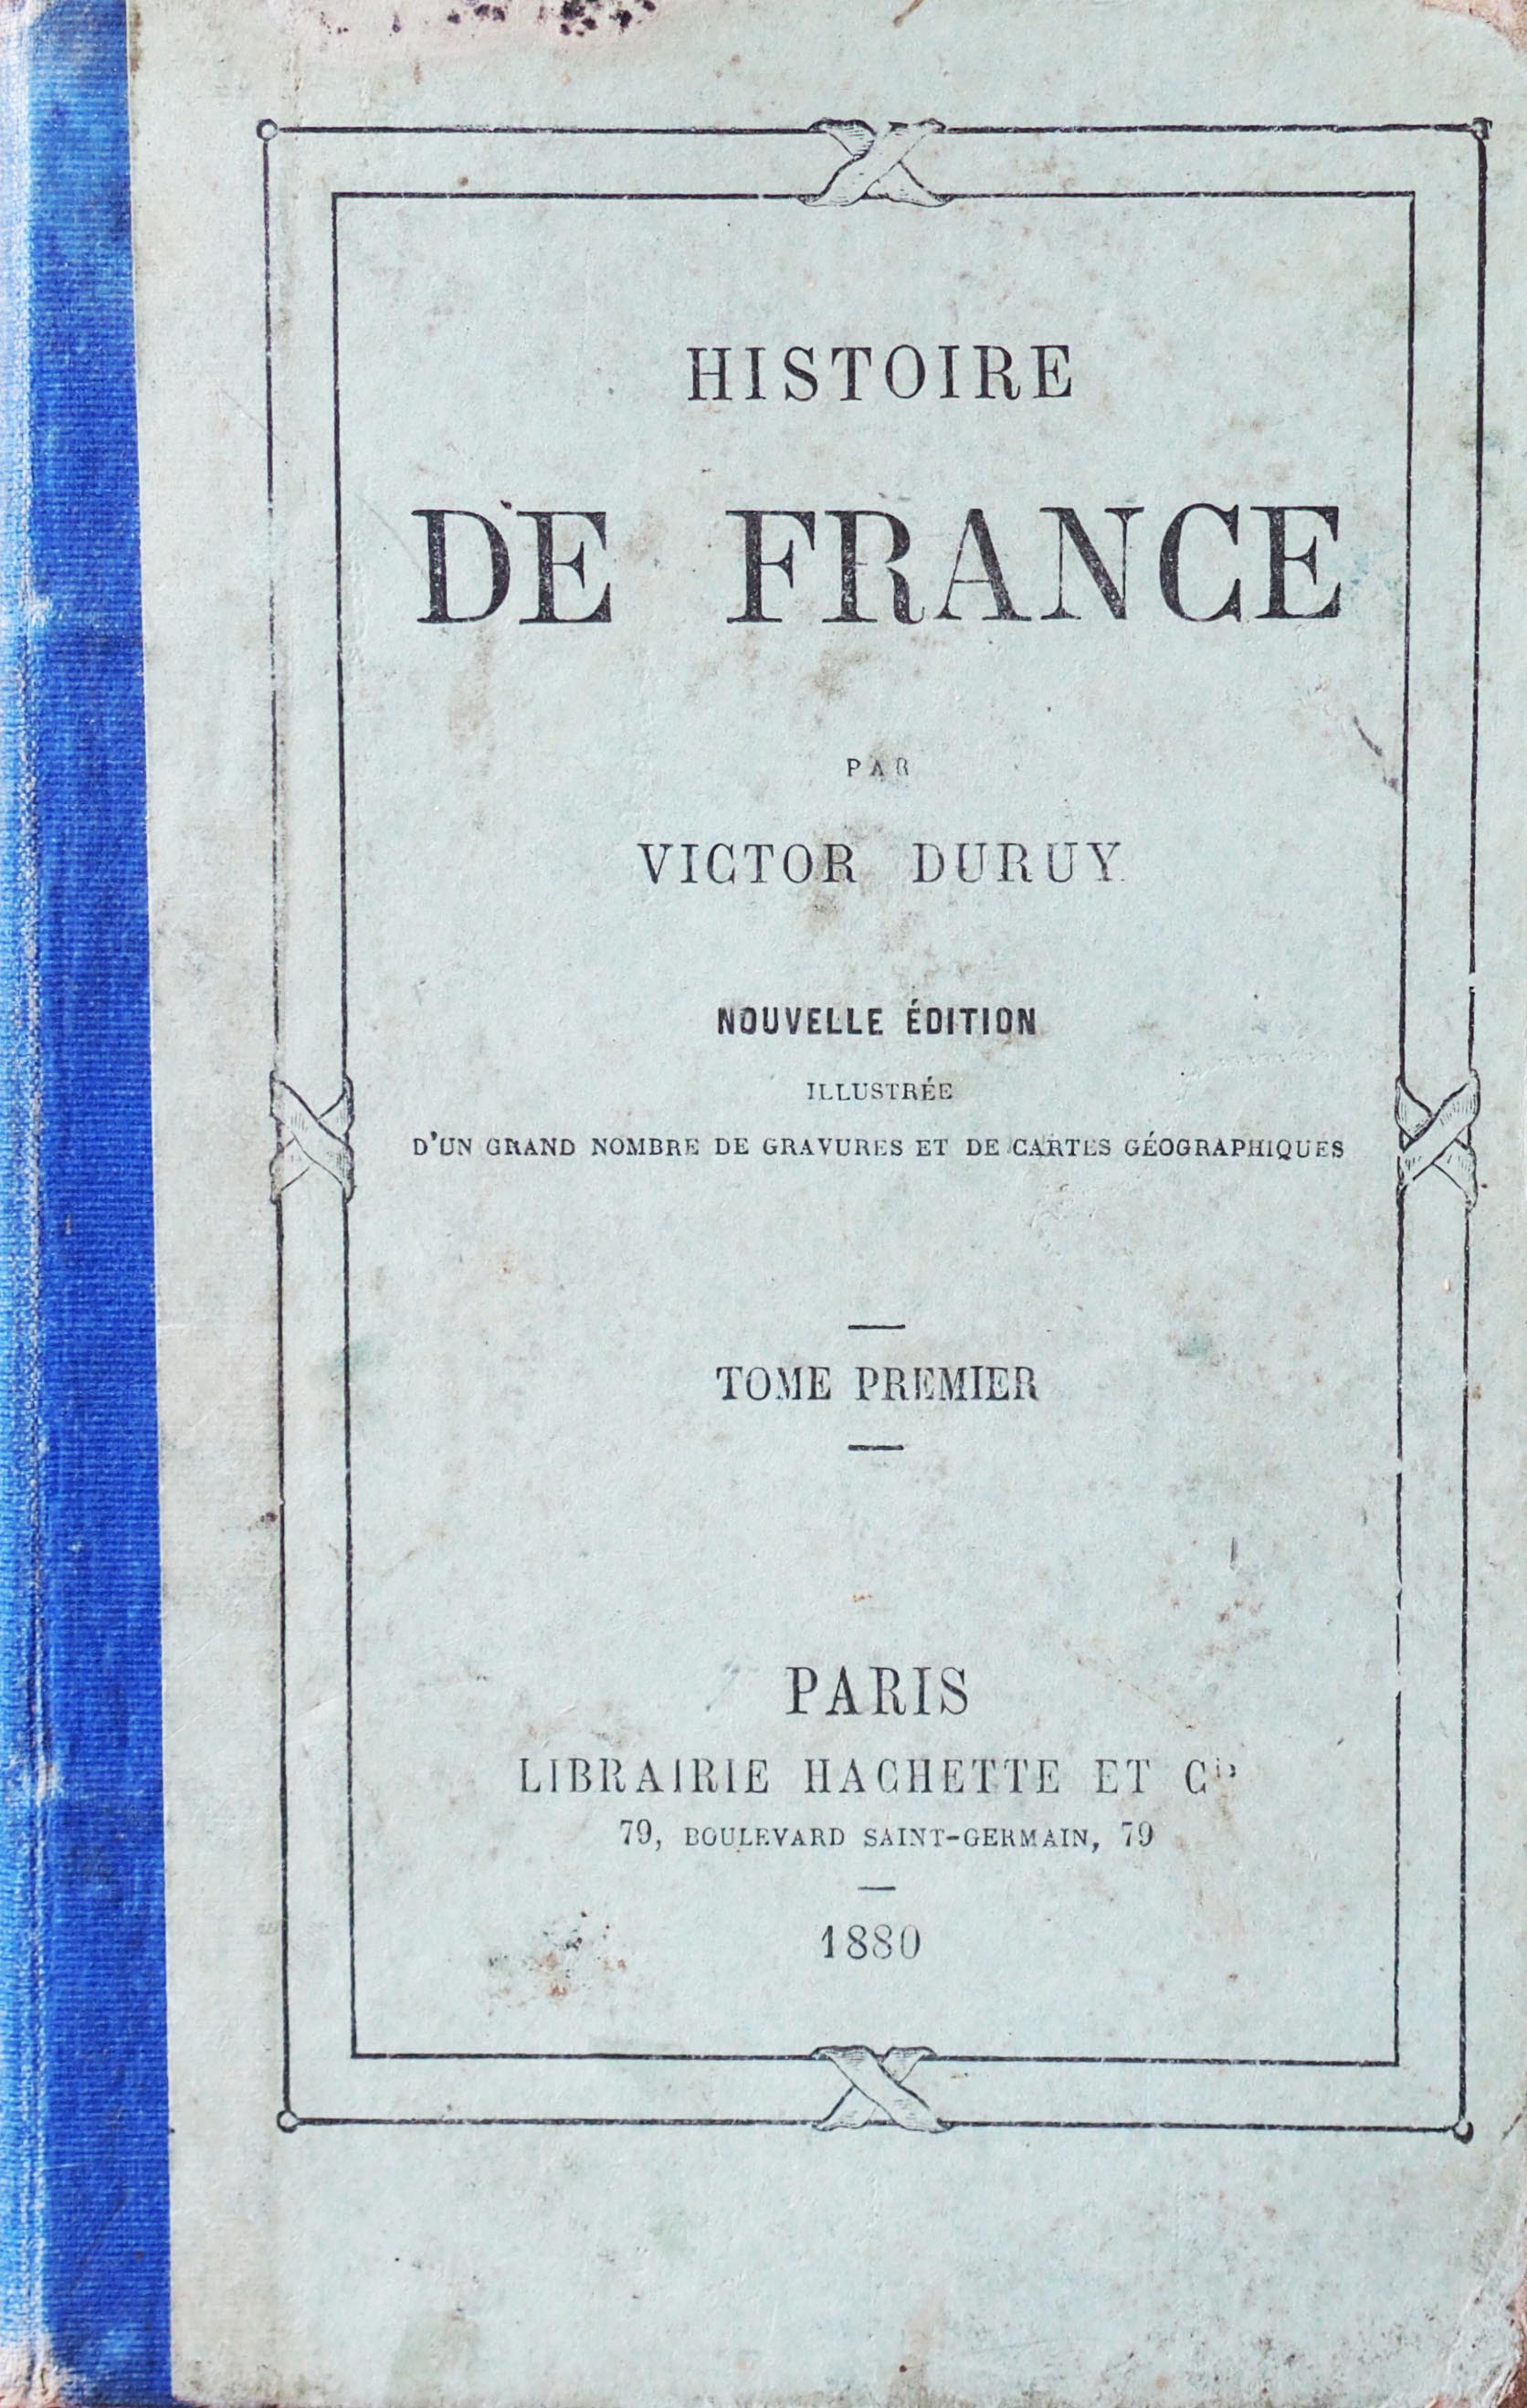 HISTOIRE
DE FRANCE
PAR
VICTOR DURUY
NOUVELLE ÉDITION
ILLUSTRÉE
D'UN GRAND NOMBRE DE GRAVURES ET DE CARTES GÉOGRAPHIQUES
TOME PREMIER
PARIS
LIBRAIRIE HACHETTE ET Cie
79, BOULEVARD SAINT-GERMAIN, 79
1880